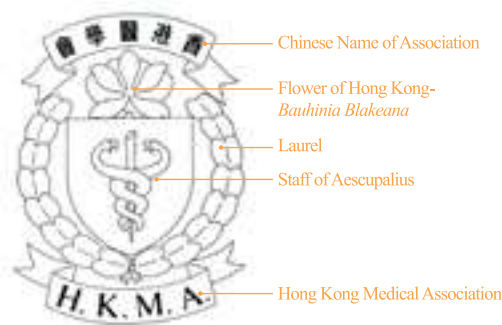 香港醫學會
Chinese Name of Association
Flower of Hong Kong-
Bauhinia Blakeana
Laurel
Staff of Aescupalius
H. K. M. A.
Hong Kong Medical Association